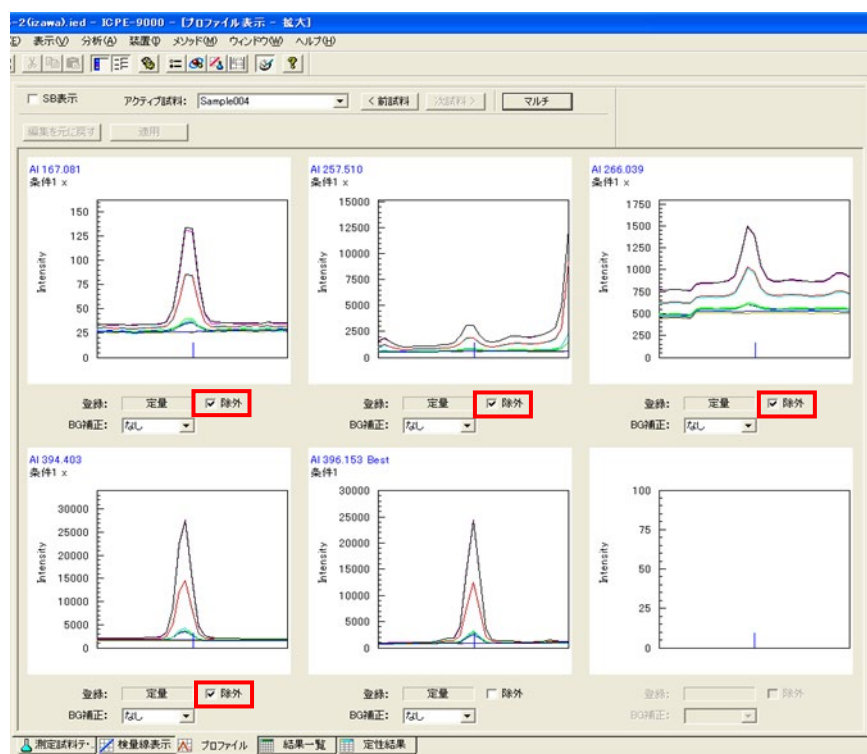 -2(izawa).ied - ICPE-9000 - [プロファイル表示 - 拡大]
表示(V) 分析(A) 装置(I) メソッド(M) ウィンドウ(W) ヘルプ(H)
SB表示 アクティブ試料: Sample004 < 前試料 次試料 > マルチ
編集を元に戻す 適用
Al 167.081
条件1 x
Intensity
150
125
100
75
50
25
0
登録: 定量 除外
BG補正: なし
Al 257.510
条件1 x
Intensity
15000
12500
10000
7500
5000
2500
0
登録: 定量 除外
BG補正: なし
Al 266.039
条件1 x
Intensity
1750
1500
1250
1000
750
500
250
0
登録: 定量 除外
BG補正: なし
Al 394.403
条件1 x
Intensity
30000
25000
20000
15000
10000
5000
0
登録: 定量 除外
BG補正: なし
Al 396.153 Best
条件1
Intensity
30000
25000
20000
15000
10000
5000
0
登録: 定量 除外
BG補正: なし
Intensity
100
75
50
25
0
登録: 除外
BG補正:
測定試料テ.. 検量線表示 プロファイル 結果一覧 定性結果